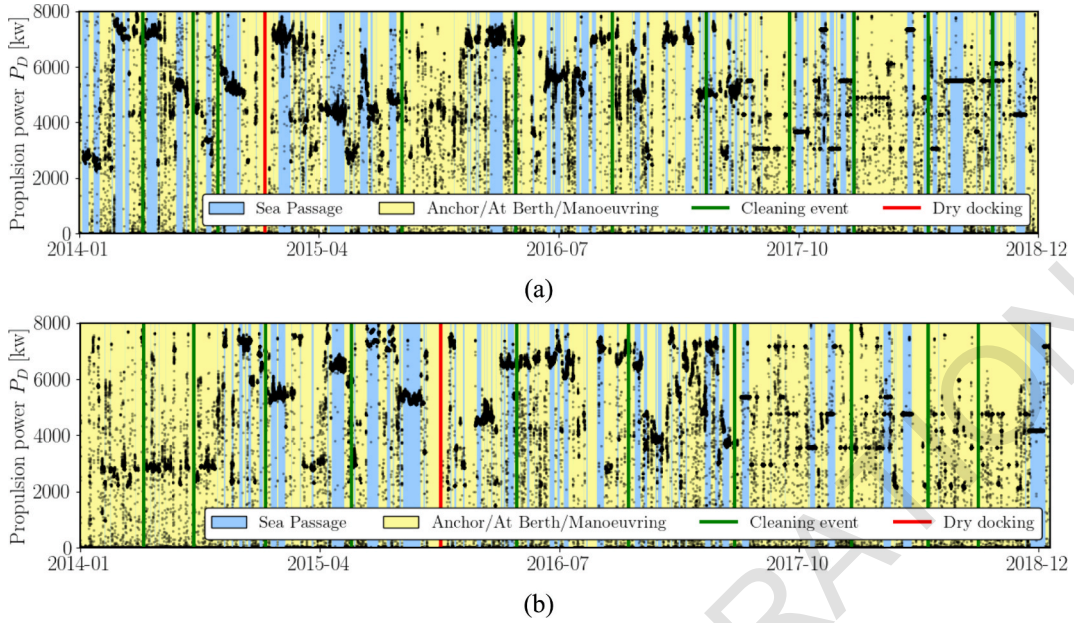 8000
6000
4000
2000
0
Propulsion power P_D [kw]
Sea Passage Anchor/At Berth/Manoeuvring Cleaning event Dry docking
2014-01 2015-04 2016-07 2017-10 2018-12
(a)
8000
6000
4000
2000
0
Propulsion power P_D [kw]
Sea Passage Anchor/At Berth/Manoeuvring Cleaning event Dry docking
2014-01 2015-04 2016-07 2017-10 2018-12
(b)